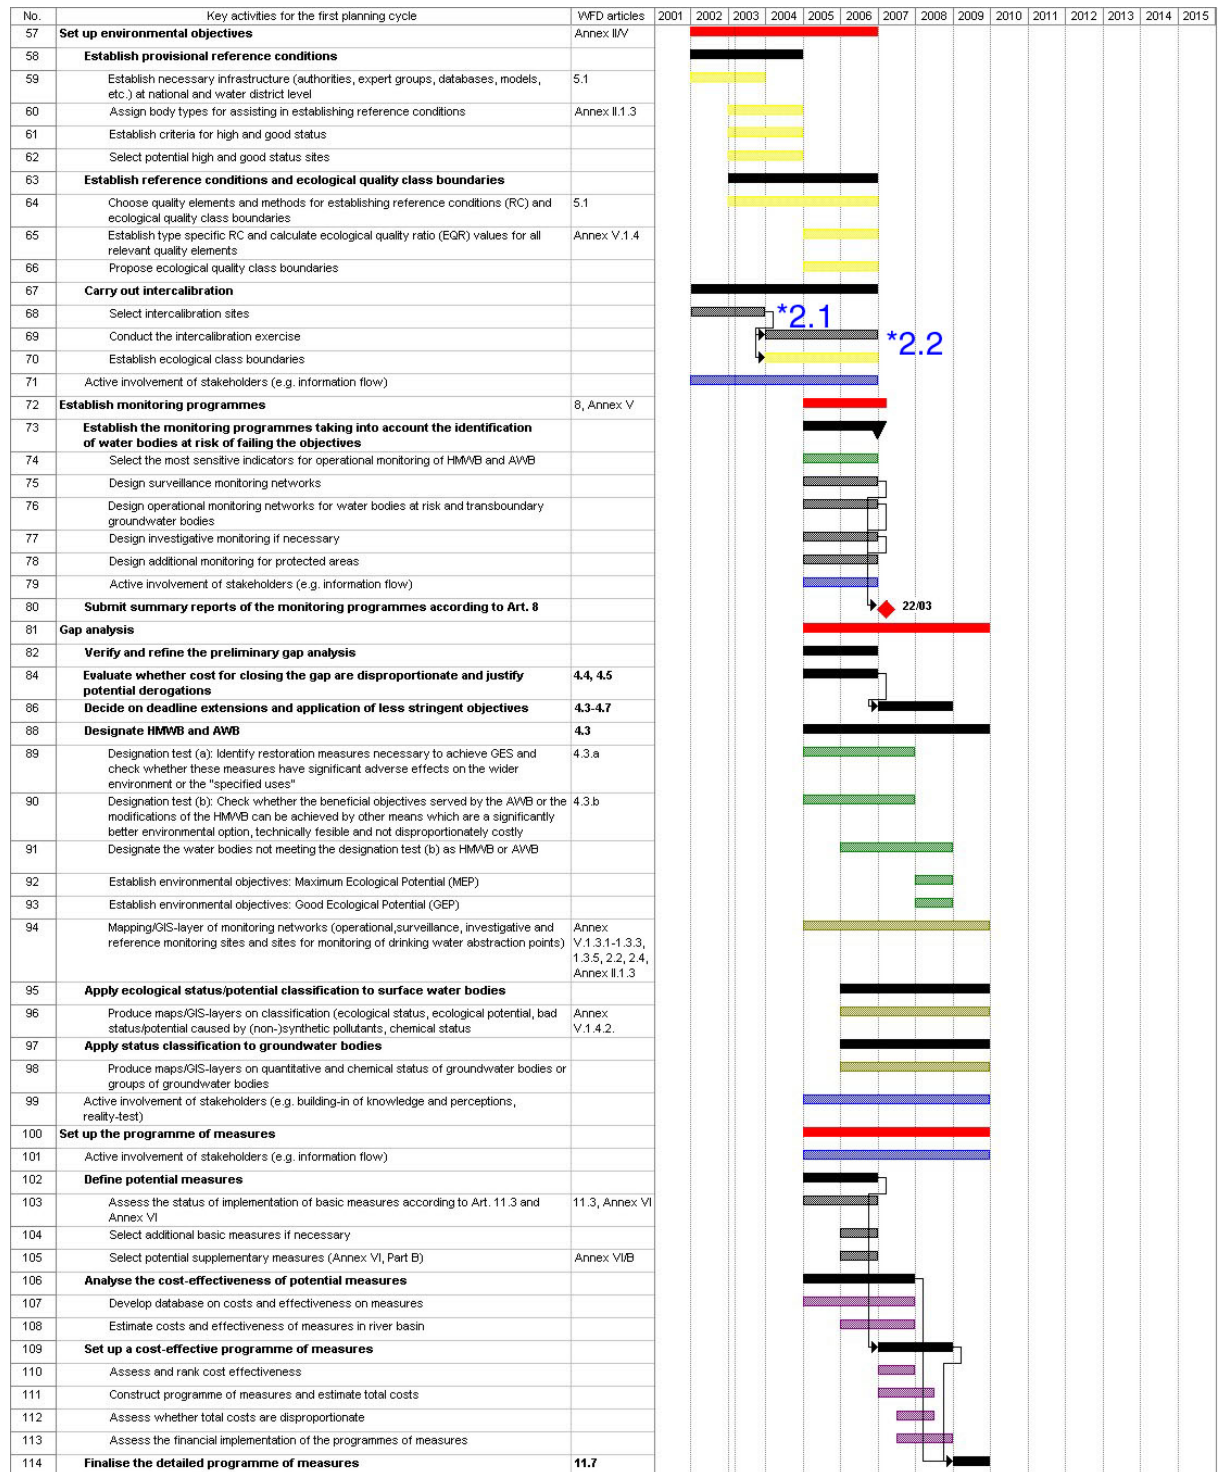 No. Key activities for the first planning cycle WFD articles 2001 2002 2003 2004 2005 2006 2007 2008 2009 2010 2011 2012 2013 2014 2015
57 Set up environmental objectives Annex II/V
58 Establish provisional reference conditions
59 Establish necessary infrastructure (authorities, expert groups, databases, models, 5.1
etc.) at national and water district level
60 Assign body types for assisting in establishing reference conditions Annex II.1.3
61 Establish criteria for high and good status
62 Select potential high and good status sites
63 Establish reference conditions and ecological quality class boundaries
64 Choose quality elements and methods for establishing reference conditions (RC) and 5.1
ecological quality class boundaries
65 Establish type specific RC and calculate ecological quality ratio (EQR) values for all Annex V.1.4
relevant quality elements
66 Propose ecological quality class boundaries
67 Carry out intercalibration
68 Select intercalibration sites *2.1
69 Conduct the intercalibration exercise *2.2
70 Establish ecological class boundaries
71 Active involvement of stakeholders (e.g. information flow)
72 Establish monitoring programmes 8, Annex V
73 Establish the monitoring programmes taking into account the identification
of water bodies at risk of failing the objectives
74 Select the most sensitive indicators for operational monitoring of HMWB and AWB
75 Design surveillance monitoring networks
76 Design operational monitoring networks for water bodies at risk and transboundary
groundwater bodies
77 Design investigative monitoring if necessary
78 Design additional monitoring for protected areas
79 Active involvement of stakeholders (e.g. information flow)
80 Submit summary reports of the monitoring programmes according to Art. 8 22/03
81 Gap analysis
82 Verify and refine the preliminary gap analysis
84 Evaluate whether cost for closing the gap are disproportionate and justify 4.4, 4.5
potential derogations
86 Decide on deadline extensions and application of less stringent objectives 4.3-4.7
88 Designate HMWB and AWB 4.3
89 Designation test (a): Identify restoration measures necessary to achieve GES and 4.3.a
check whether these measures have significant adverse effects on the wider
environment or the "specified uses"
90 Designation test (b): Check whether the beneficial objectives served by the AWB or the 4.3.b
modifications of the HMWB can be achieved by other means which are a significantly
better environmental option, technically fesible and not disproportionately costly
91 Designate the water bodies not meeting the designation test (b) as HMWB or AWB
92 Establish environmental objectives: Maximum Ecological Potential (MEP)
93 Establish environmental objectives: Good Ecological Potential (GEP)
94 Mapping/GIS-layer of monitoring networks (operational,surveillance, investigative and Annex
reference monitoring sites and sites for monitoring of drinking water abstraction points) V.1.3.1-1.3.3,
1.3.5, 2.2, 2.4,
Annex II.1.3
95 Apply ecological status/potential classification to surface water bodies
96 Produce maps/GIS-layers on classification (ecological status, ecological potential, bad Annex
status/potential caused by (non-)synthetic pollutants, chemical status V.1.4.2.
97 Apply status classification to groundwater bodies
98 Produce maps/GIS-layers on quantitative and chemical status of groundwater bodies or
groups of groundwater bodies
99 Active involvement of stakeholders (e.g. building-in of knowledge and perceptions,
reality-test)
100 Set up the programme of measures
101 Active involvement of stakeholders (e.g. information flow)
102 Define potential measures
103 Assess the status of implementation of basic measures according to Art. 11.3 and 11.3, Annex VI
Annex VI
104 Select additional basic measures if necessary
105 Select potential supplementary measures (Annex VI, Part B) Annex VI/B
106 Analyse the cost-effectiveness of potential measures
107 Develop database on costs and effectiveness on measures
108 Estimate costs and effectiveness of measures in river basin
109 Set up a cost-effective programme of measures
110 Assess and rank cost effectiveness
111 Construct programme of measures and estimate total costs
112 Assess whether total costs are disproportionate
113 Assess the financial implementation of the programmes of measures
114 Finalise the detailed programme of measures 11.7